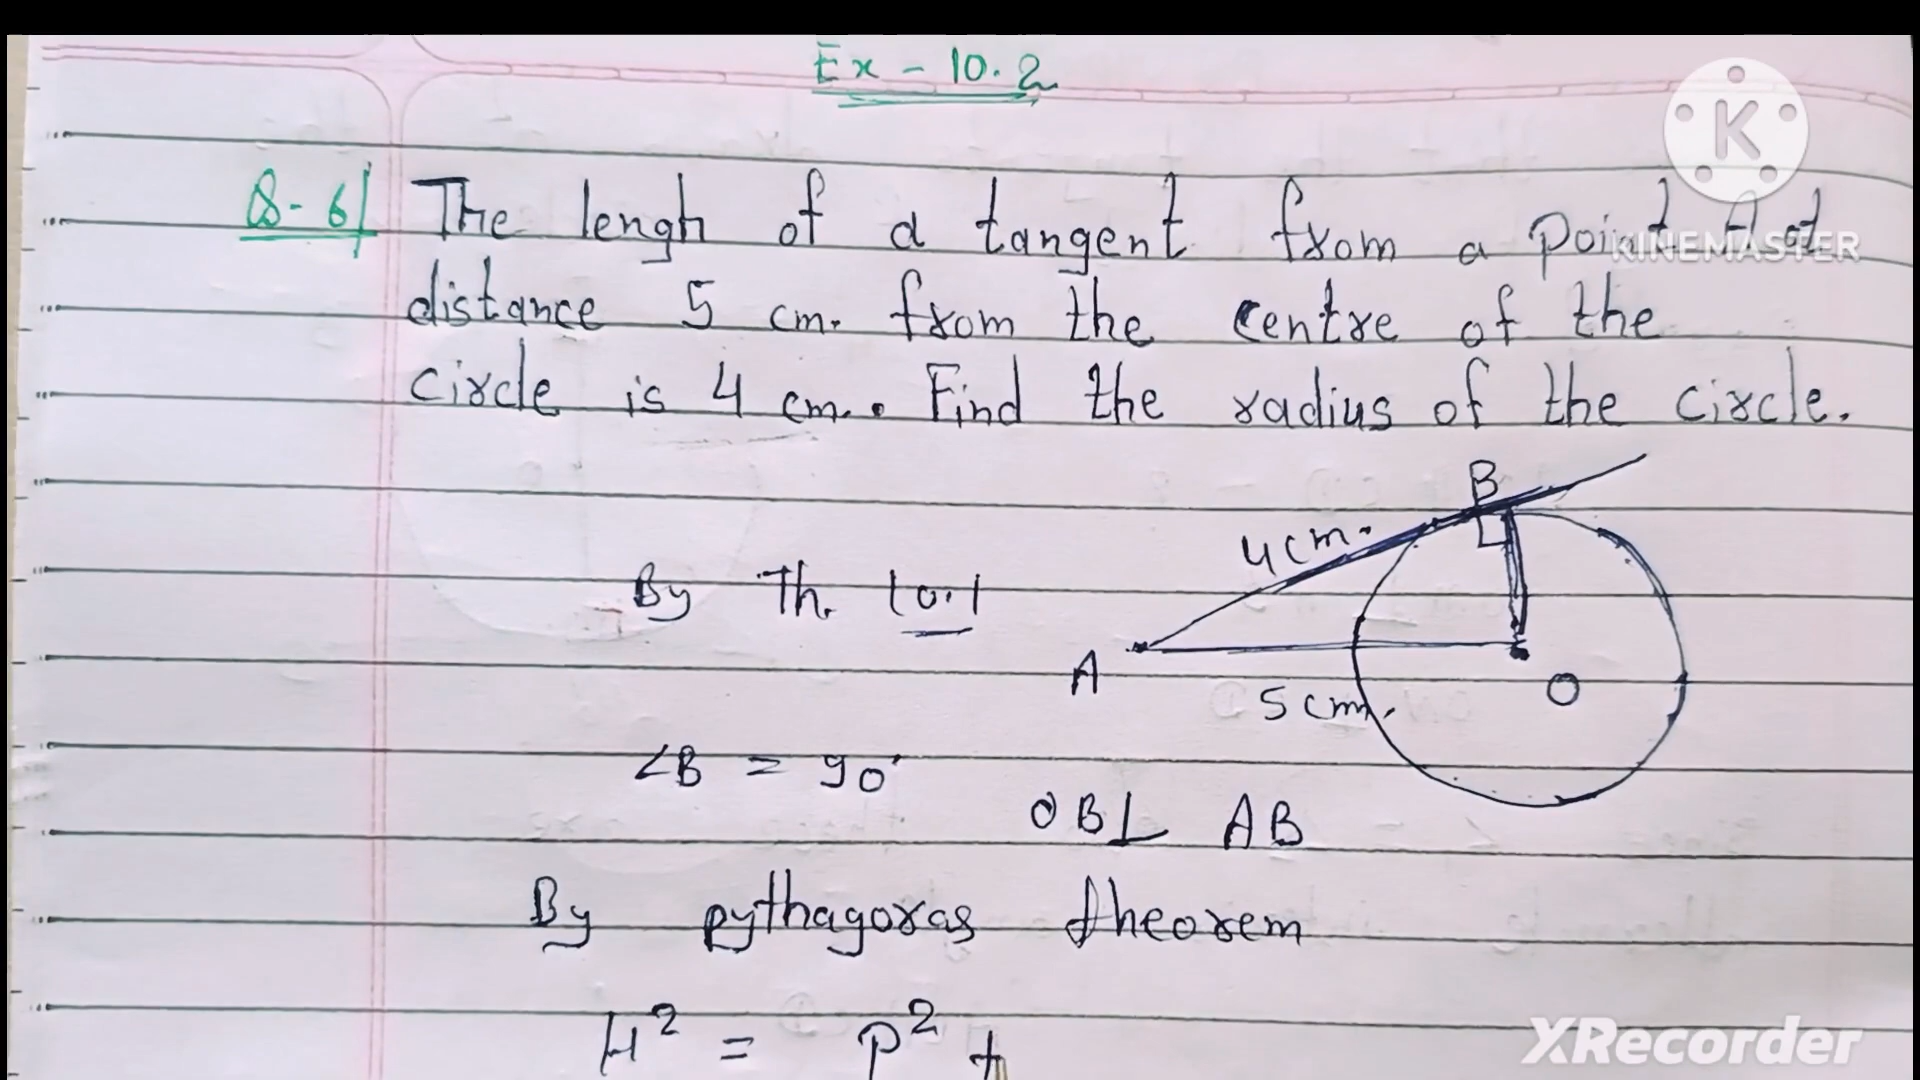 Ex - 10.2
K
KINEMASTER
Q-6| The lengh of a tangent from a point A at
distance 5 cm. from the centre of the
circle is 4 cm. Find the radius of the circle.
B
4cm.
By Th. 10.1
A
5cm.
O
∠B = 90°
OB⊥ AB
By pythagoras theorem
H² = P² +
XRecorder